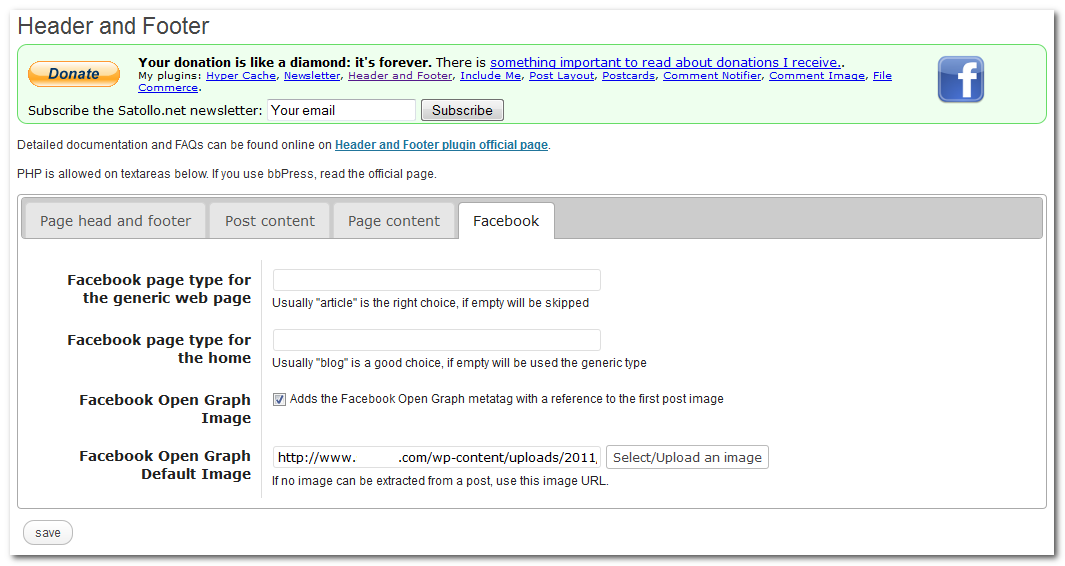 Header and Footer
Donate
Your donation is like a diamond: it's forever. There is something important to read about donations I receive..
My plugins: Hyper Cache, Newsletter, Header and Footer, Include Me, Post Layout, Postcards, Comment Notifier, Comment Image, File
Commerce.
f
Subscribe the Satollo.net newsletter: Your email Subscribe
Detailed documentation and FAQs can be found online on Header and Footer plugin official page.
PHP is allowed on textareas below. If you use bbPress, read the official page.
Page head and footer Post content Page content Facebook
Facebook page type for
the generic web page
Usually "article" is the right choice, if empty will be skipped
Facebook page type for
the home
Usually "blog" is a good choice, if empty will be used the generic type
Facebook Open Graph
Image
Adds the Facebook Open Graph metatag with a reference to the first post image
Facebook Open Graph
Default Image
http://www. .com/wp-content/uploads/2011, Select/Upload an image
If no image can be extracted from a post, use this image URL.
save